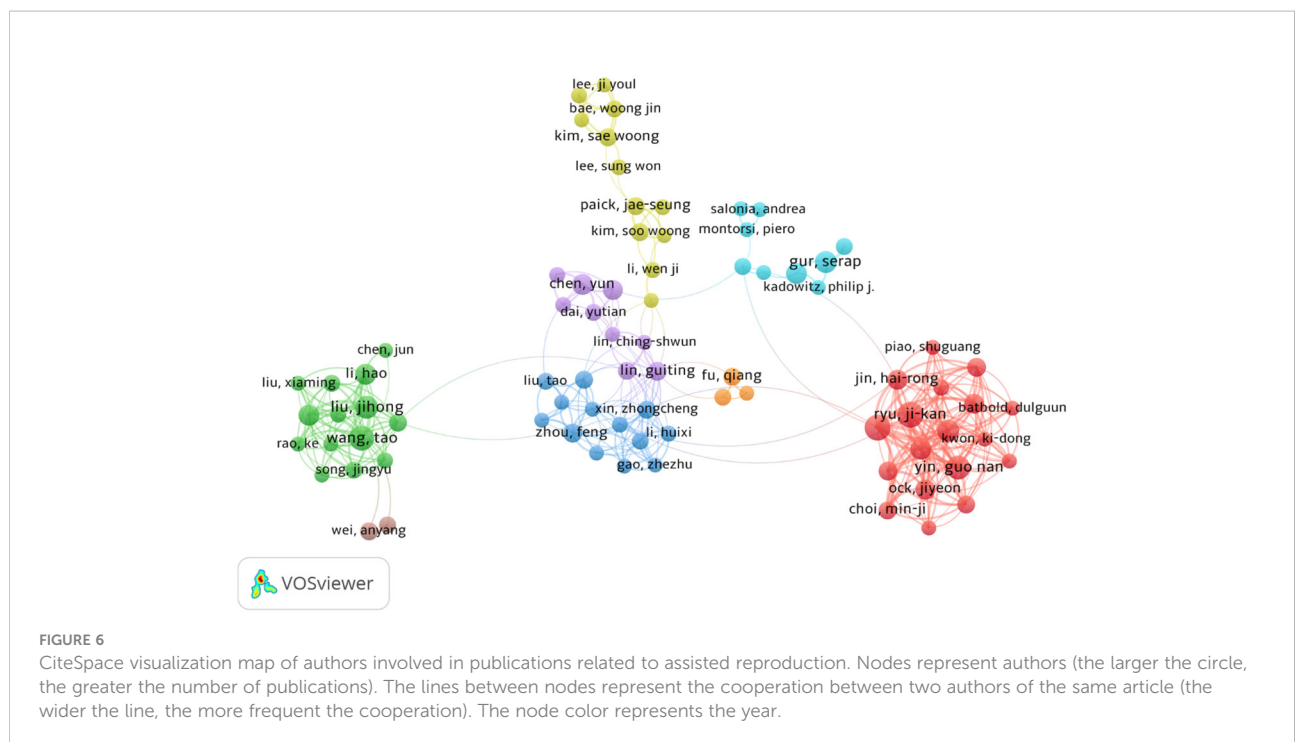 lee, ji youl
bae, woong jin
kim, sae woong
lee, sung won
paick, jae-seung
kim, soo woong
li, wen ji
salonia, andrea
montorsi, piero
gur, serap
kadowitz, philip j.
chen, yun
dai, yutian
lin, ching-shwun
lin, guiting
fu, qiang
liu, tao
xin, zhongcheng
zhou, feng
li, huixi
gao, zhezhu
chen, jun
li, hao
liu, xiaming
liu, jihong
wang, tao
rao, ke
song, jingyu
wei, anyang
piao, shuguang
jin, hai-rong
batbold, dulguun
ryu, ji-kan
kwon, ki-dong
yin, guo nan
ock, jiyeon
choi, min-ji
VOSviewer
FIGURE 6
CiteSpace visualization map of authors involved in publications related to assisted reproduction. Nodes represent authors (the larger the circle,
the greater the number of publications). The lines between nodes represent the cooperation between two authors of the same article (the
wider the line, the more frequent the cooperation). The node color represents the year.